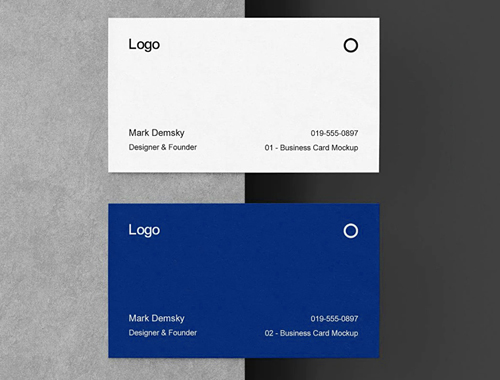 Logo
Mark Demsky
019-555-0897
Designer & Founder
01 - Business Card Mockup
Logo
Mark Demsky
019-555-0897
Designer & Founder
02 - Business Card Mockup